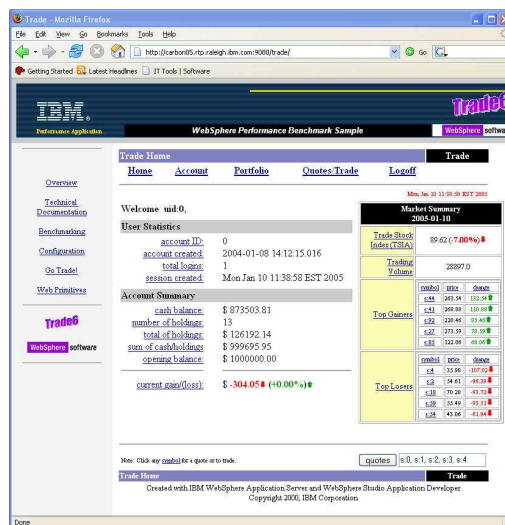 Trade - Mozilla Firefox
File Edit View Go Bookmarks Tools Help
http://carbon05.rtp.raleigh.ibm.com:9080/trade/ Go
Getting Started Latest Headlines IT Tools | Software
IBM
Trade6
Performance Application WebSphere Performance Benchmark Sample WebSphere softwa
Trade Home Trade
Home Account Portfolio Quotes/Trade Logoff
Mon Jan 10 11:38:58 EST 2005
Overview
Technical Documentation
Benchmarking
Configuration
Go Trade!
Web Primitives
Trade6
WebSphere software
Welcome uid:0,
User Statistics
account ID: 0
account created: 2004-01-08 14:12:15.016
total logins: 1
session created: Mon Jan 10 11:38:58 EST 2005
Account Summary
cash balance: $ 873503.81
number of holdings: 13
total of holdings: $ 126192.14
sum of cash/holdings $ 999695.95
opening balance: $ 1000000.00
current gain/(loss): $ -304.05 (+0.00%)
Market Summary
2005-01-10
Trade Stock Index (TSIA) 89.62 (-7.00%)
Trading Volume 28897.0
Top Gainers
symbol price change
s:44 263.54 132.54
s:41 268.88 110.88
s:92 220.46 95.46
s:27 273.59 78.59
s:85 122.06 68.06
Top Losers
symbol price change
s:4 35.98 -107.02
s:2 54.61 -96.39
s:18 70.28 -93.72
s:59 55.49 -93.51
s:54 43.06 -81.94
Note: Click any symbol for a quote or to trade.
quotes s:0, s:1, s:2, s:3, s:4
Trade Home Trade
Created with IBM WebSphere Application Server and WebSphere Studio Application Developer
Copyright 2000, IBM Corporation
Done